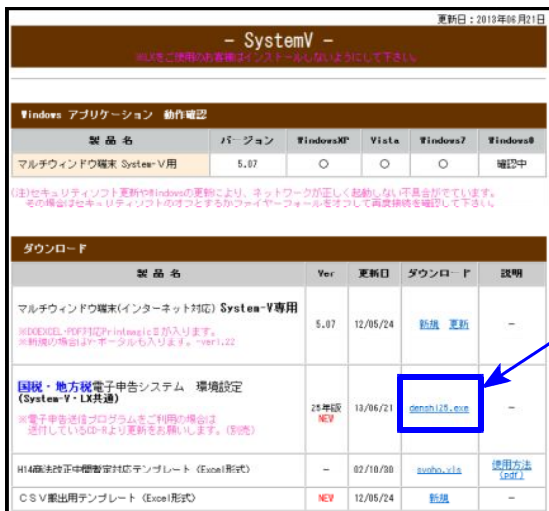 更新日：2013年06月21日
－ SystemV －
※LXをご使用のお客様はインストールしないようにして下さい。
Windows アプリケーション 動作確認
製 品 名 バージョン WindowsXP Vista Windows7 Windows8
マルチウィンドウ端末 System-V用 5.07 ○ ○ ○ 確認中
(注)セキュリティソフト更新やWindowsの更新により、ネットワークが正しく起動しない不具合がでています。
その場合はセキュリティソフトのオフとするかファイヤーウォールをオフして再度接続を確認して下さい。
ダウンロード
製 品 名 Ver 更新日 ダウンロード 説明
マルチウィンドウ端末(インターネット対応) System-V専用 5.07 12/05/24 新規 更新 －
※DOEXCEL・PDF対応PrintmagicⅡが入ります。
※新規の場合はY-ポータルも入ります。-ver1.22
国税・地方税電子申告システム 環境設定
(System-V・LX共通) 25年版 NEW 13/06/21 denshi25.exe －
※電子申告送信プログラムをご利用の場合は
送付しているCD-Rより更新をお願いします。(別売)
H14商法改正中間暫定対応テンプレート (Excel形式) － 02/10/30 syoho.xls 使用方法(pdf)
ＣＳＶ搬出用テンプレート (Excel形式) NEW 12/05/24 新規 －